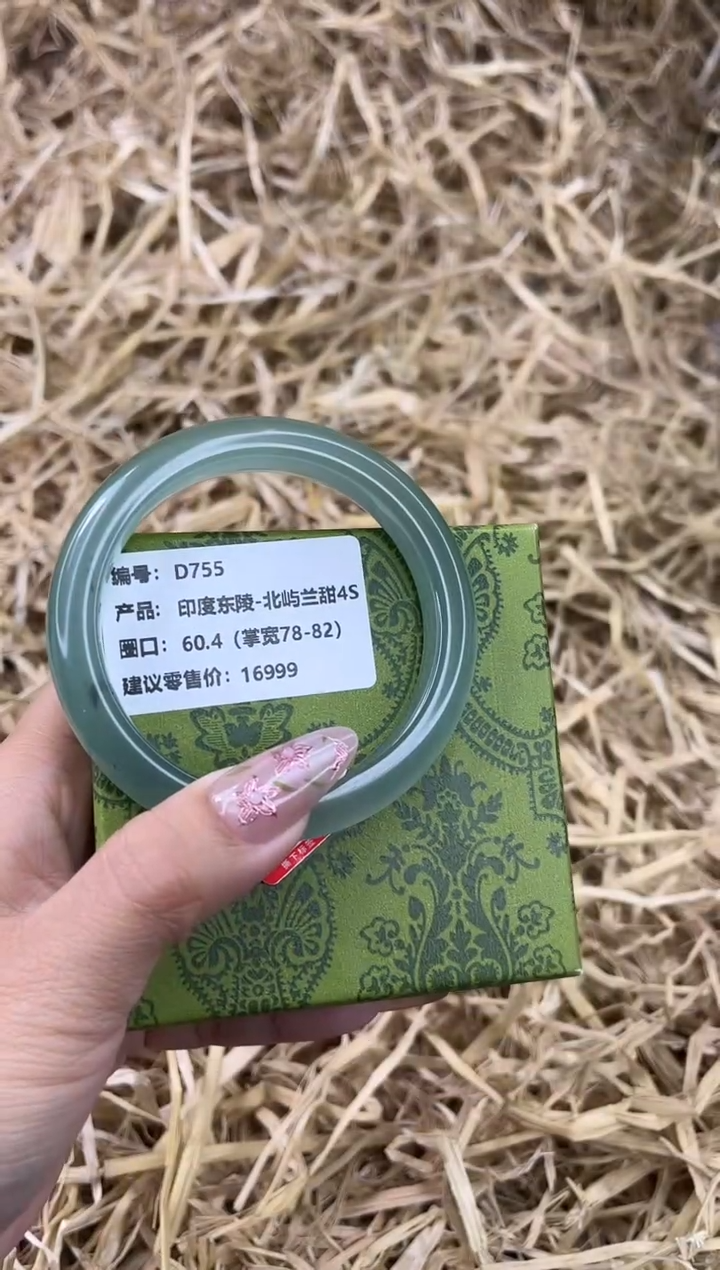 编号： D755
产品： 印度东陵-北屿兰甜4S
圈口： 60.4（掌宽78-82）
建议零售价：16999